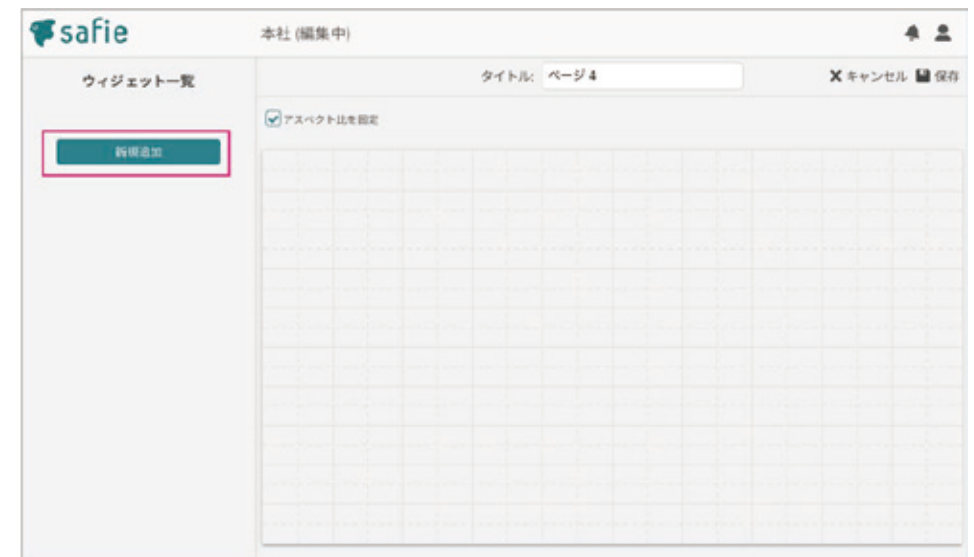 safie
本社 (編集中)
ウィジェット一覧
タイトル: ページ 4
キャンセル 保存
アスペクト比を固定
新規追加